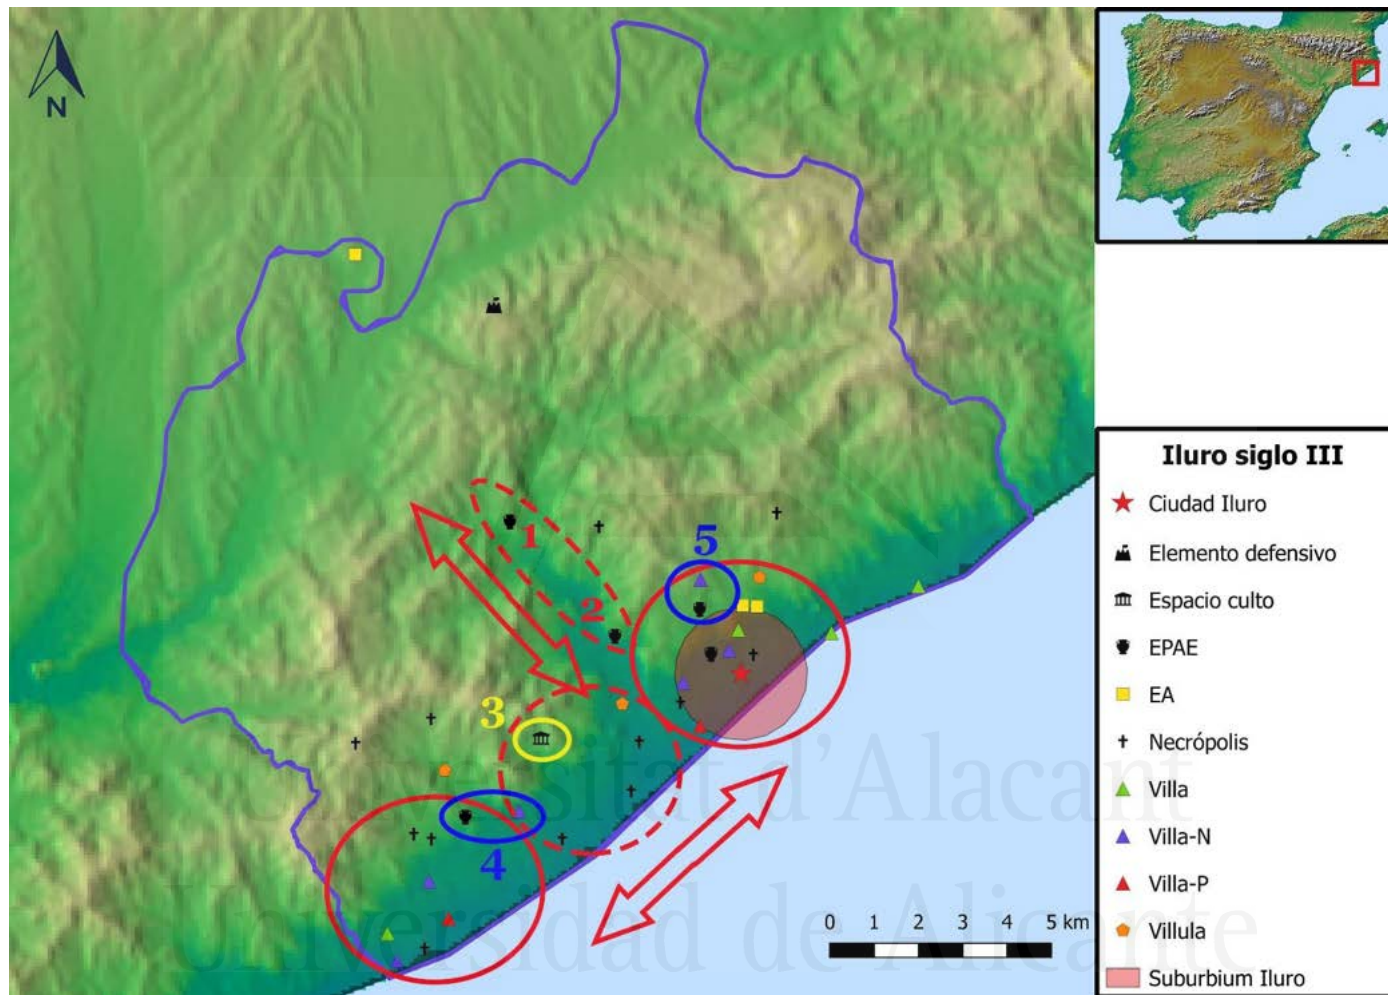 N
1
2
3
4
5
0 1 2 3 4 5 km
Iluro siglo III
Ciudad Iluro
Elemento defensivo
Espacio culto
EPAE
EA
Necrópolis
Villa
Villa-N
Villa-P
Villula
Suburbium Iluro
Universitat d'Alacant
Universidad de Alicante